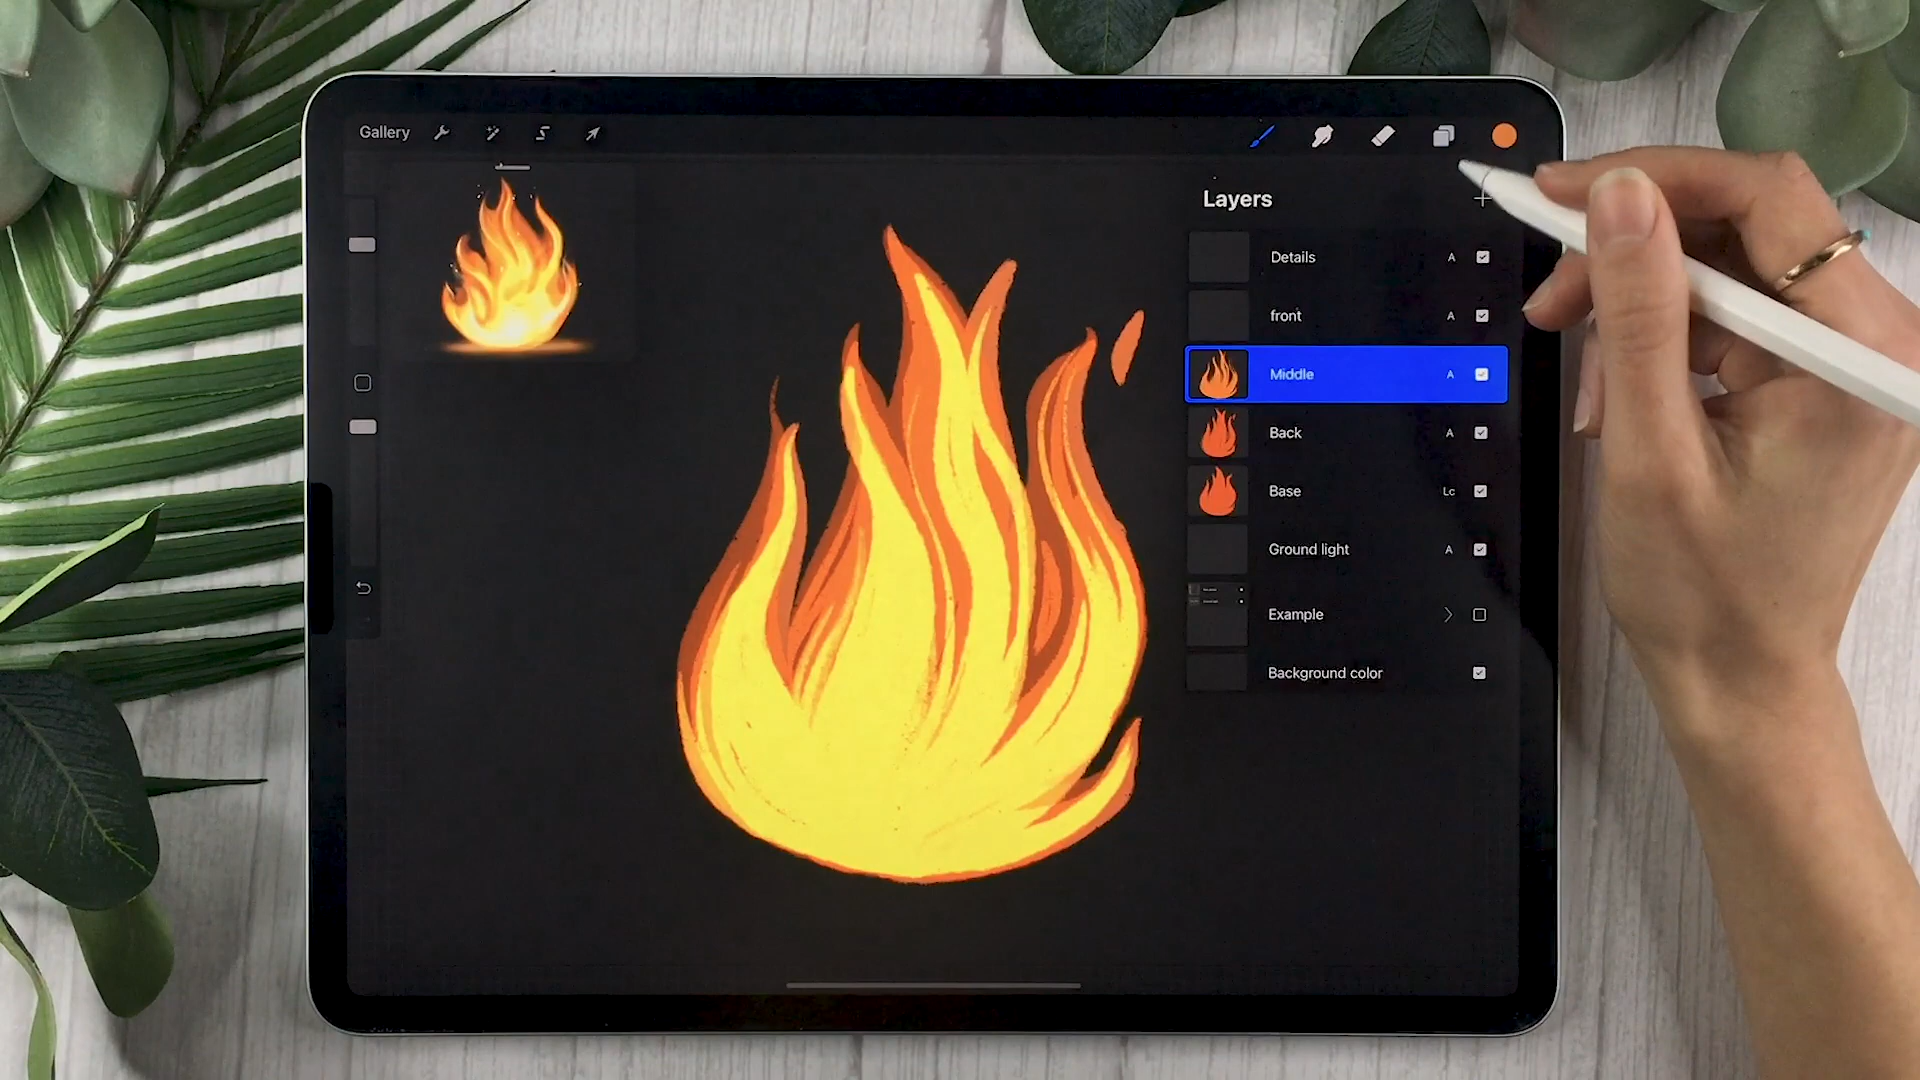 Gallery
Layers
Details A
front A
Middle A
Back A
Base Lc
Ground light A
Example
Background color